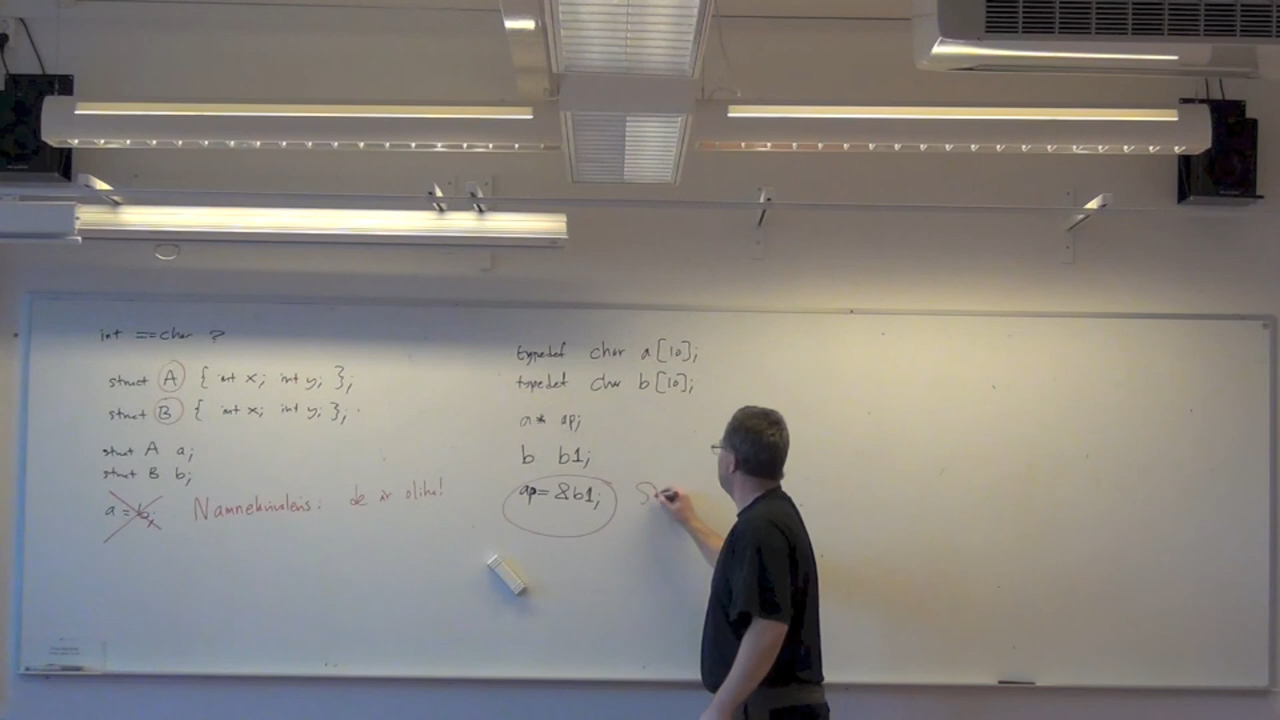 int == char ?
struct A { int x; int y; };
struct B { int x; int y; };
struct A a;
struct B b;
a = b;
Namnekvivalens: de är olika!
typedef char a[10];
typedef char b[10];
a* ap;
b b1;
ap = &b1;